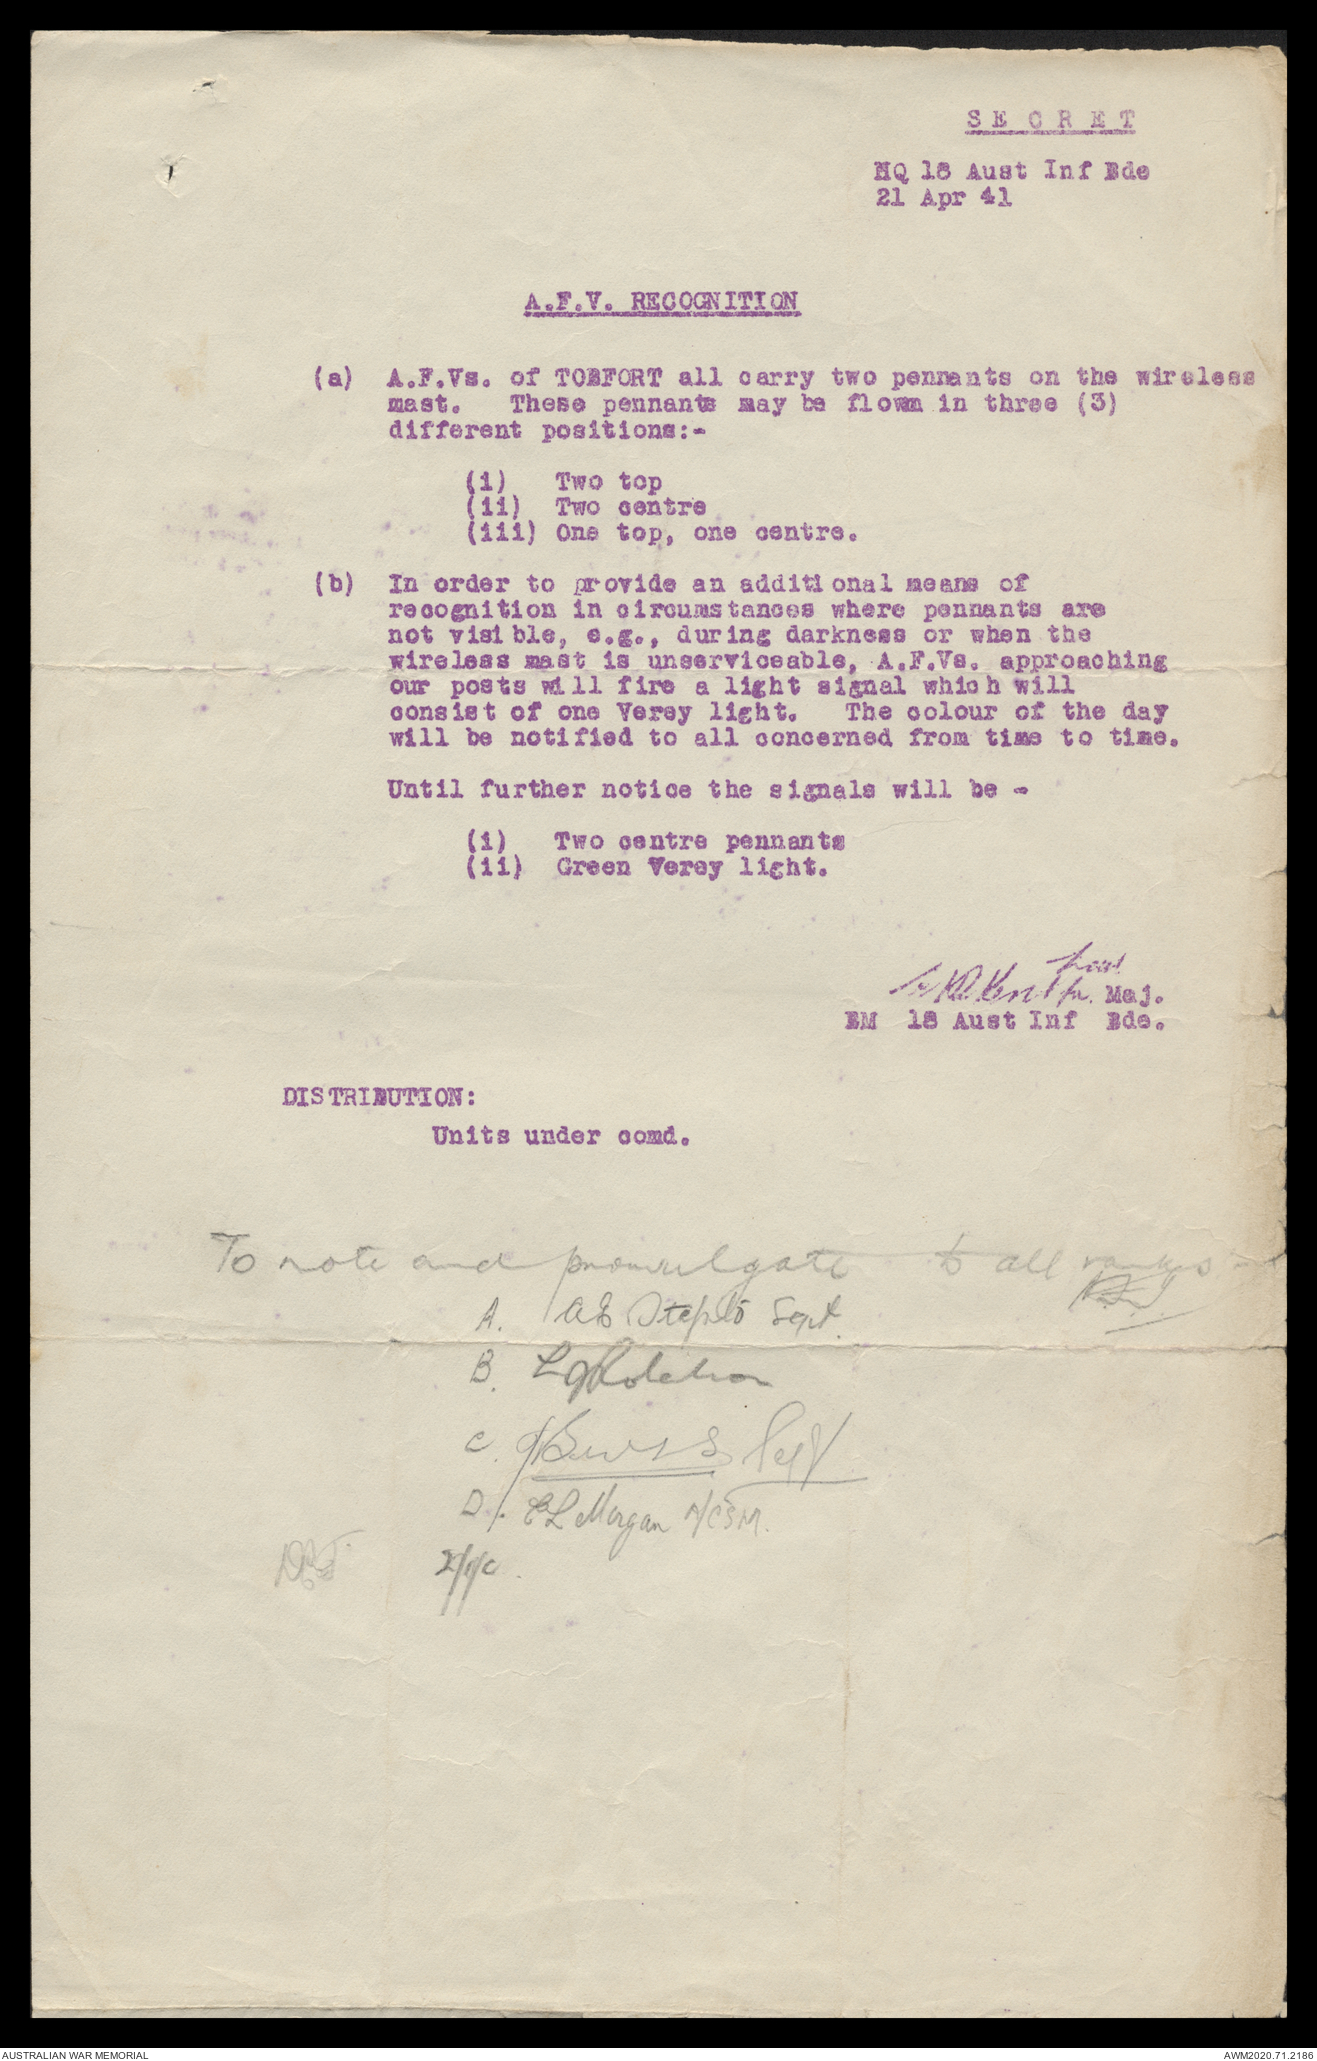 SECRET
HQ 18 Aust Inf Bde
21 Apr 41
A.F.V. RECOGNITION
(a) A.F.Vs. of TOBFORT all carry two pennants on the wireless
mast. These pennants may be flown in three (3)
different positions:-
(i) Two top
(ii) Two centre
(iii) One top, one centre.
(b) In order to provide an additional means of
recognition in circumstances where pennants are
not visible, e.g., during darkness or when the
wireless mast is unserviceable, A.F.Vs. approaching
our posts will fire a light signal which will
consist of one Verey light. The colour of the day
will be notified to all concerned from time to time.
Until further notice the signals will be -
(i) Two centre pennants
(ii) Green Verey light.
Maj.
BM 18 Aust Inf Bde.
DISTRIBUTION:
Units under comd.
To note and promulgate to all ranks
A.
B.
C.
D. EL Morgan A/CSM.
AUSTRALIAN WAR MEMORIAL
AWM2020.71.2186